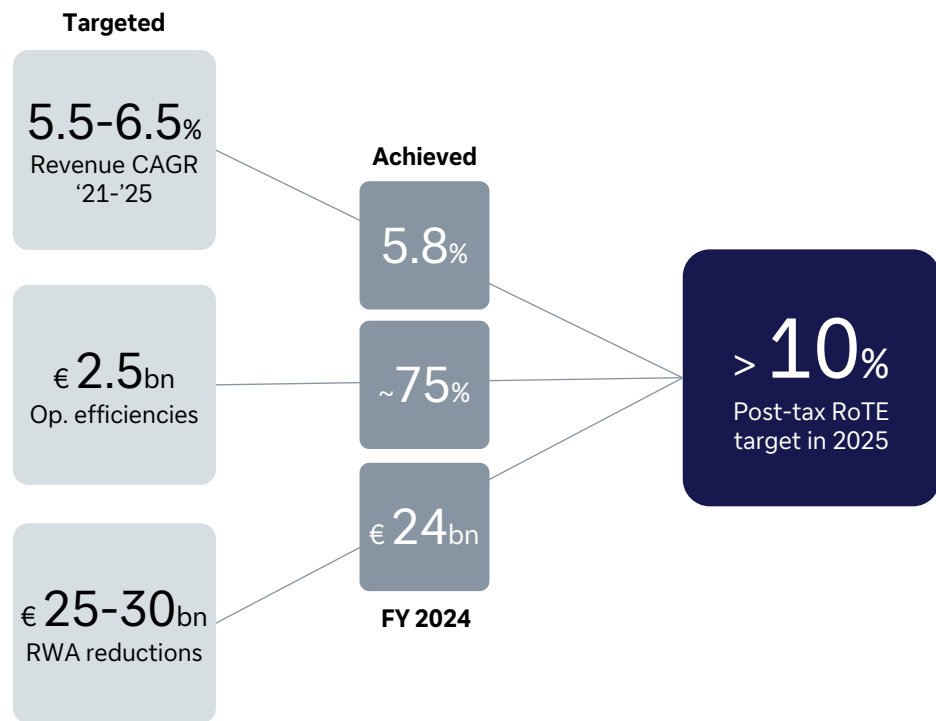 Targeted
5.5-6.5%
Revenue CAGR
‘21-’25
€ 2.5bn
Op. efficiencies
€ 25-30bn
RWA reductions
Achieved
5.8%
~75%
€ 24bn
FY 2024
> 10%
Post-tax RoTE
target in 2025